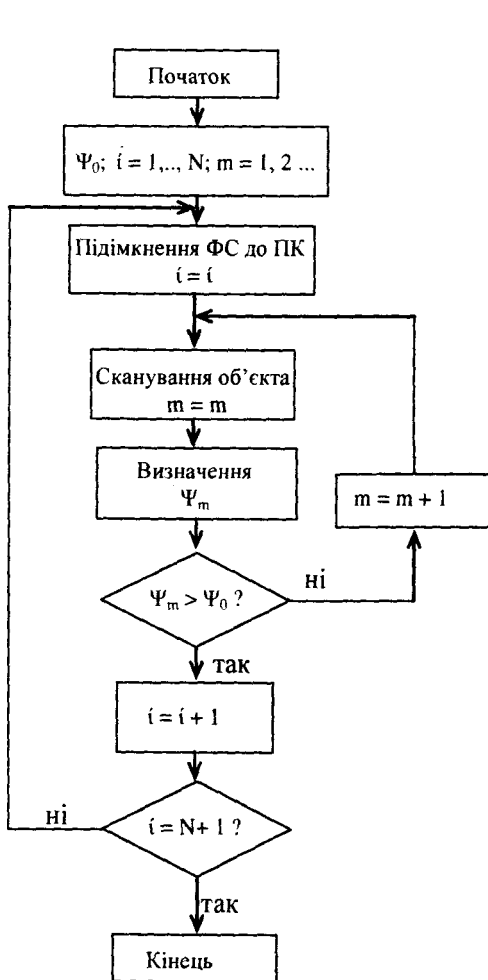 Початок
Ψ₀; i = 1,.., N; m = 1, 2 ...
Підімкнення ФС до ПК
i = i
Сканування об’єкта
m = m
Визначення
Ψₘ
m = m + 1
Ψₘ > Ψ₀ ?
ні
так
i = i + 1
ні
i = N+ 1 ?
так
Кінець